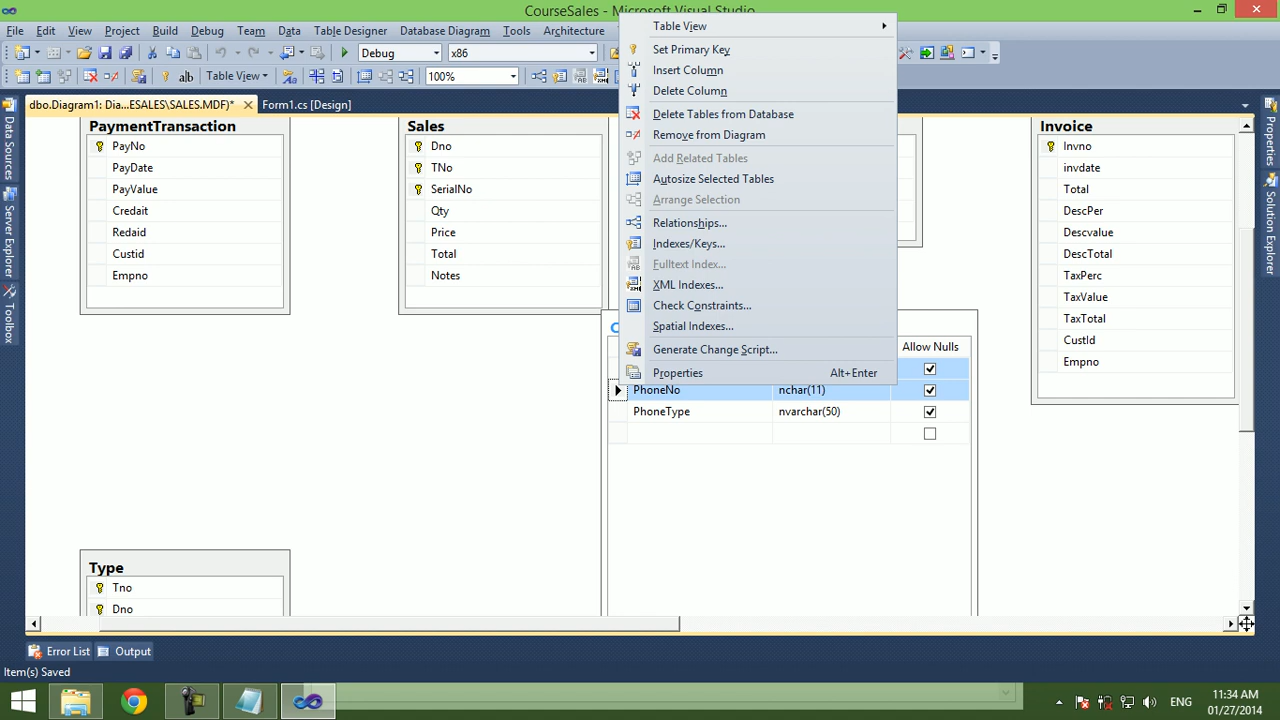 CourseSales - Microsoft Visual Studio
File Edit View Project Build Debug Team Data Table Designer Database Diagram Tools Architecture
Debug x86
Table View 100%
dbo.Diagram1: Dia...ESALES\SALES.MDF)* Form1.cs [Design]
Data Sources
Server Explorer
Toolbox
Properties
Solution Explorer
PaymentTransaction
PayNo
PayDate
PayValue
Credait
Redaid
Custid
Empno
Sales
Dno
TNo
SerialNo
Qty
Price
Total
Notes
Table View
Set Primary Key
Insert Column
Delete Column
Delete Tables from Database
Remove from Diagram
Add Related Tables
Autosize Selected Tables
Arrange Selection
Relationships...
Indexes/Keys...
Fulltext Index...
XML Indexes...
Check Constraints...
Spatial Indexes...
Generate Change Script...
Properties Alt+Enter
Allow Nulls
PhoneNo nchar(11)
PhoneType nvarchar(50)
Invoice
Invno
invdate
Total
DescPer
Descvalue
DescTotal
TaxPerc
TaxValue
TaxTotal
CustId
Empno
Type
Tno
Dno
Error List Output
Item(s) Saved
ENG
11:34 AM
01/27/2014